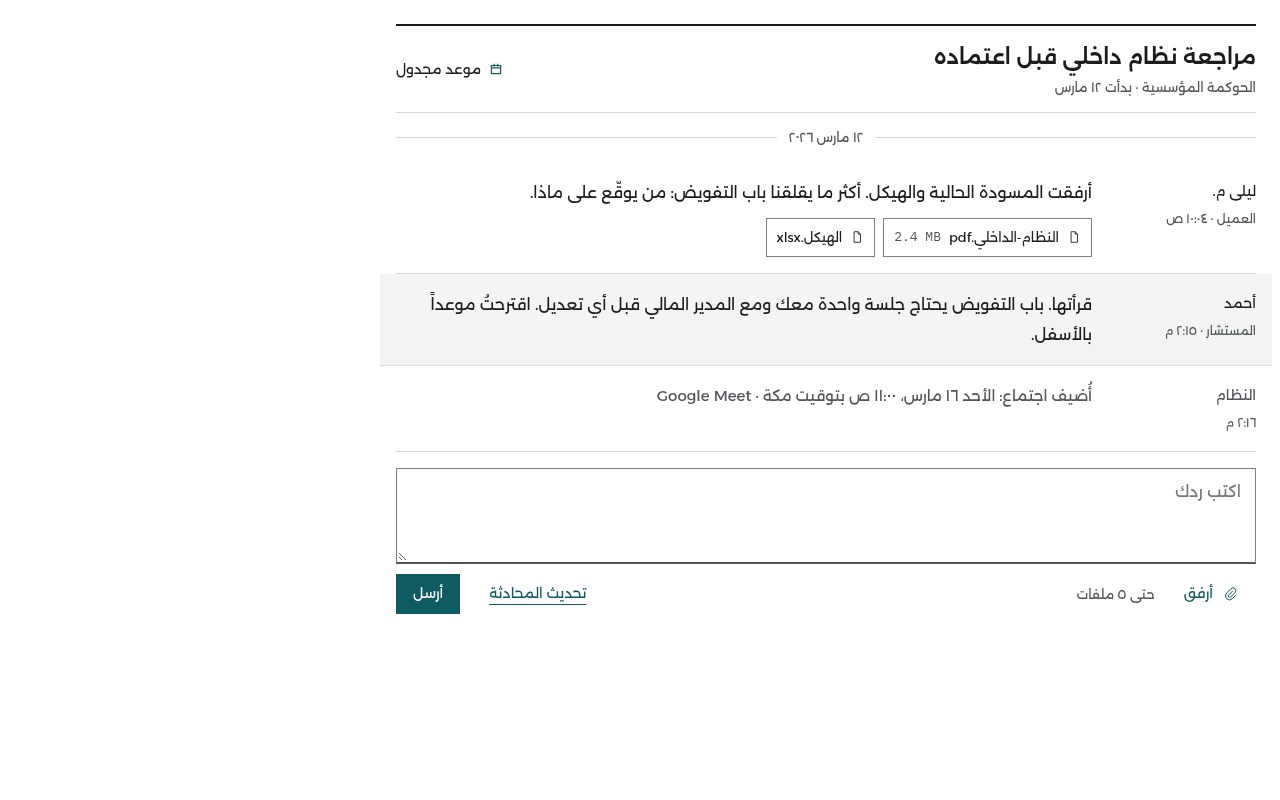 مراجعة نظام داخلي قبل اعتماده
الحوكمة المؤسسية · بدأت ١٢ مارس
موعد مجدول
١٢ مارس ٢٠٢٦
ليلى م.
العميل · ١٠:٠٤ ص
أرفقت المسودة الحالية والهيكل. أكثر ما يقلقنا باب التفويض: من يوقّع على ماذا.
النظام-الداخلي.pdf 2.4 MB
الهيكل.xlsx
أحمد
المستشار · ٢:١٥ م
قرأتها. باب التفويض يحتاج جلسة واحدة معك ومع المدير المالي قبل أي تعديل. اقترحتُ موعداً
بالأسفل.
النظام
٢:١٦ م
أُضيف اجتماع: الأحد ١٦ مارس، ١١:٠٠ ص بتوقيت مكة · Google Meet
اكتب ردك
أرفق
حتى ٥ ملفات
تحديث المحادثة
أرسل